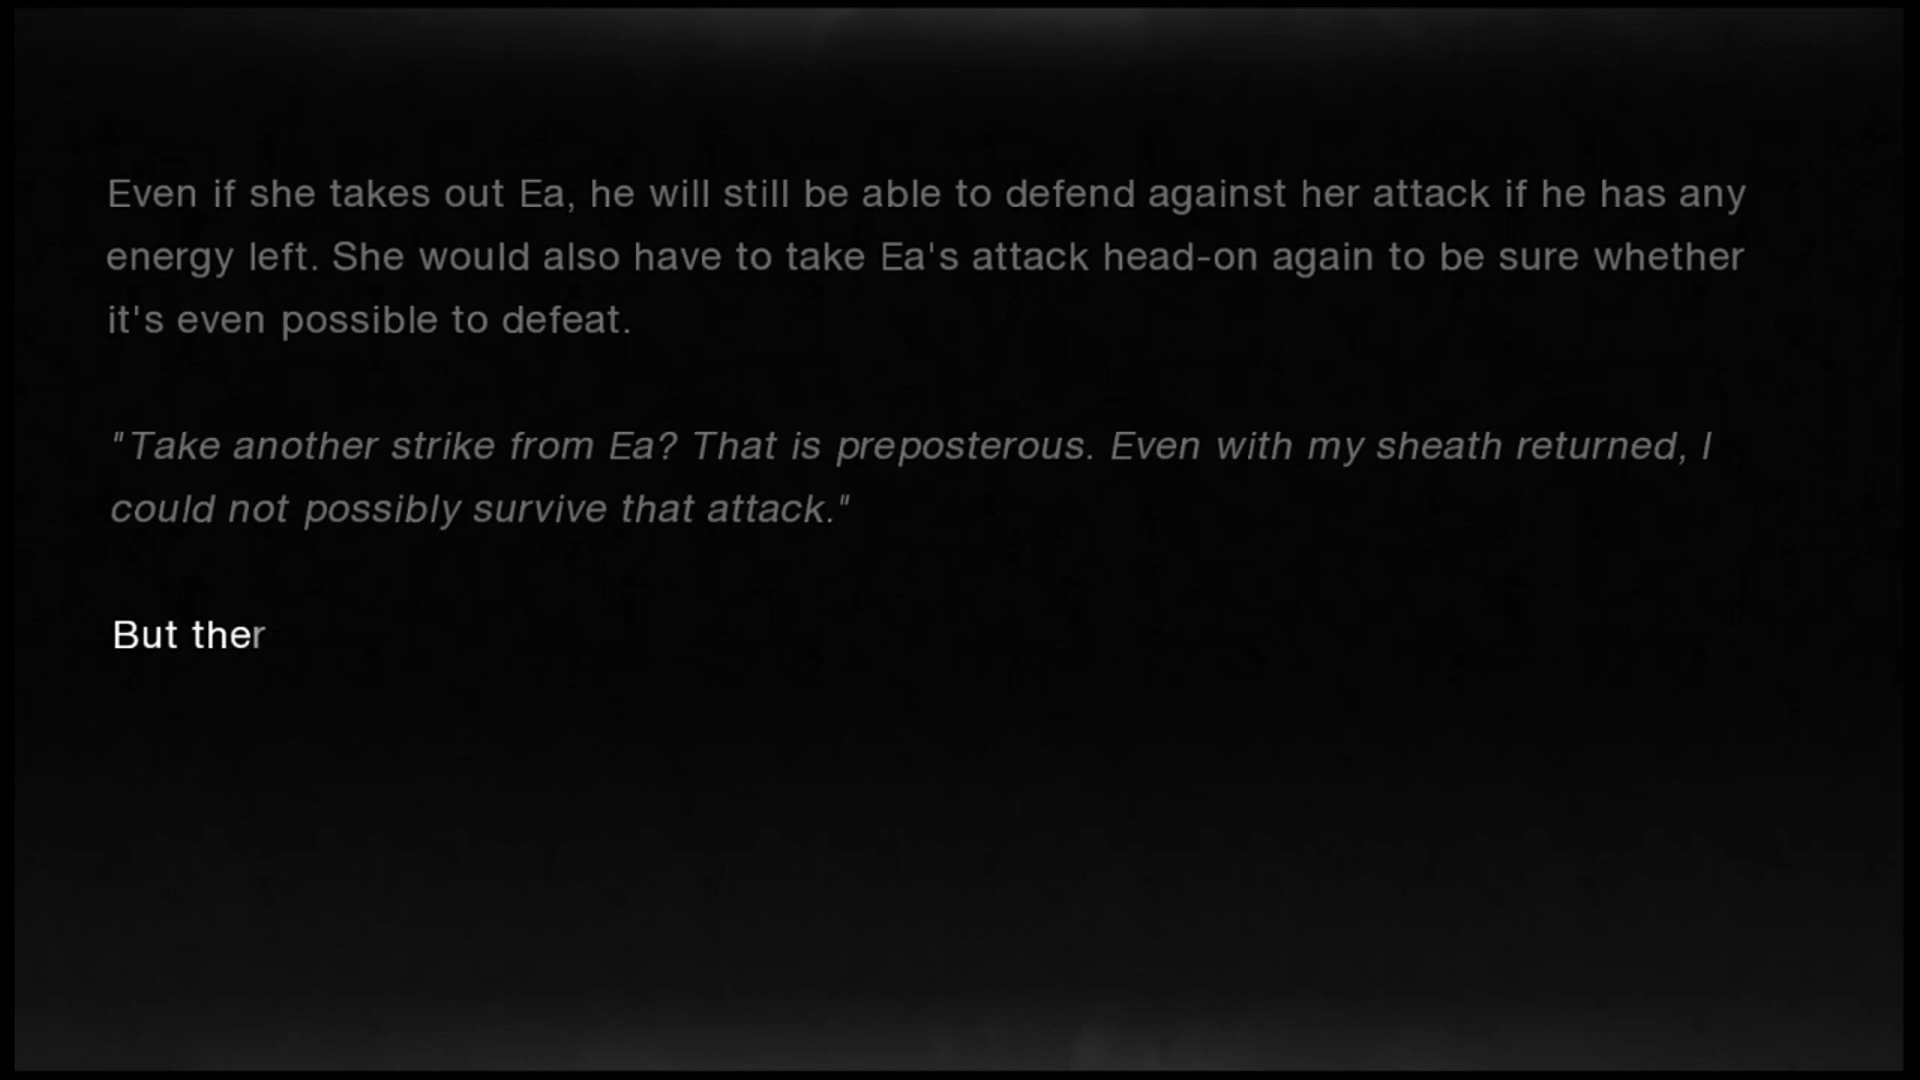 Even if she takes out Ea, he will still be able to defend against her attack if he has any
energy left. She would also have to take Ea's attack head-on again to be sure whether
it's even possible to defeat.
"Take another strike from Ea? That is preposterous. Even with my sheath returned, I
could not possibly survive that attack."
But ther